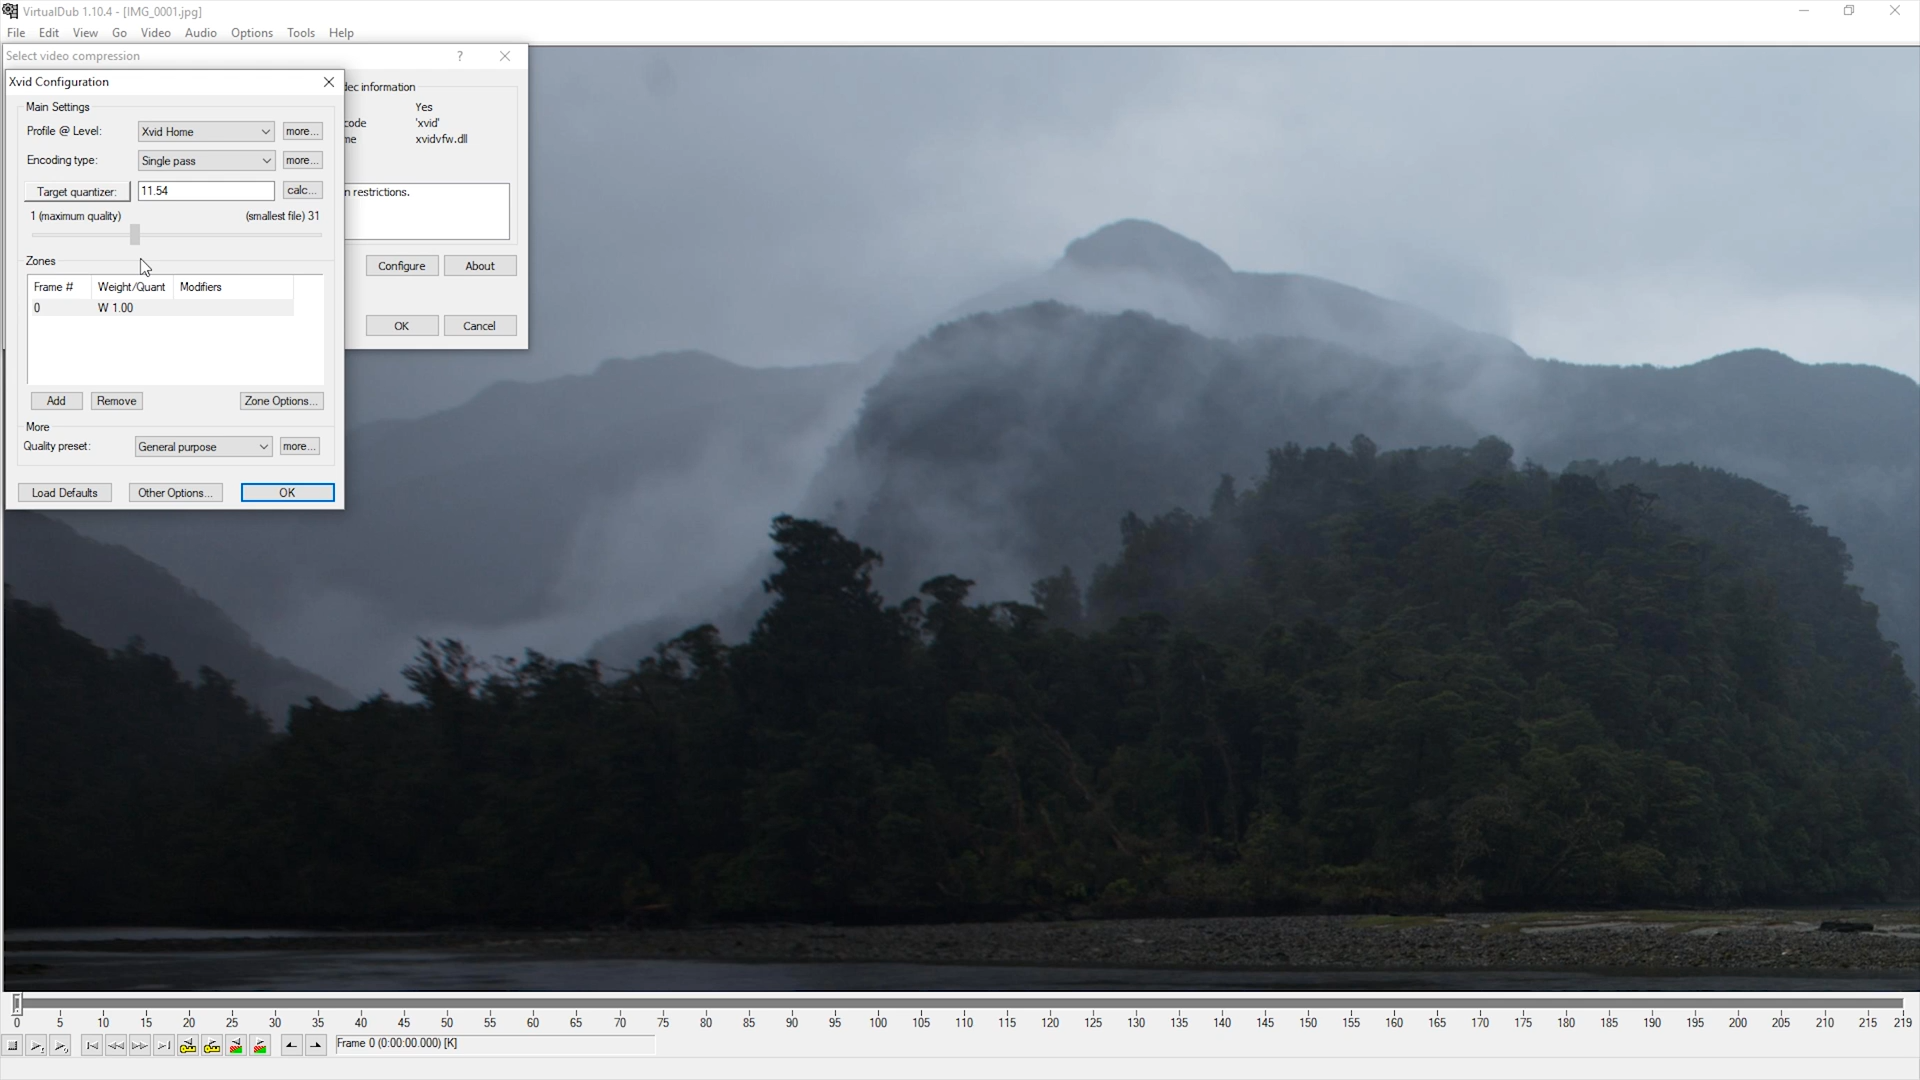 VirtualDub 1.10.4 - [IMG_0001.jpg]
File Edit View Go Video Audio Options Tools Help
Select video compression ?
Xvid Configuration
Main Settings
Profile @ Level: Xvid Home more...
Encoding type: Single pass more...
Target quantizer: 11.54 calc...
1 (maximum quality) (smallest file) 31
Zones
Frame # Weight/Quant Modifiers
0 W 1.00
Add Remove Zone Options...
More
Quality preset: General purpose more...
Load Defaults Other Options... OK
dec information
Yes
code 'xvid'
me xvidvfw.dll
n restrictions.
Configure About
OK Cancel
0 5 10 15 20 25 30 35 40 45 50 55 60 65 70 75 80 85 90 95 100 105 110 115 120 125 130 135 140 145 150 155 160 165 170 175 180 185 190 195 200 205 210 215 219
Frame 0 (0:00:00.000) [K]